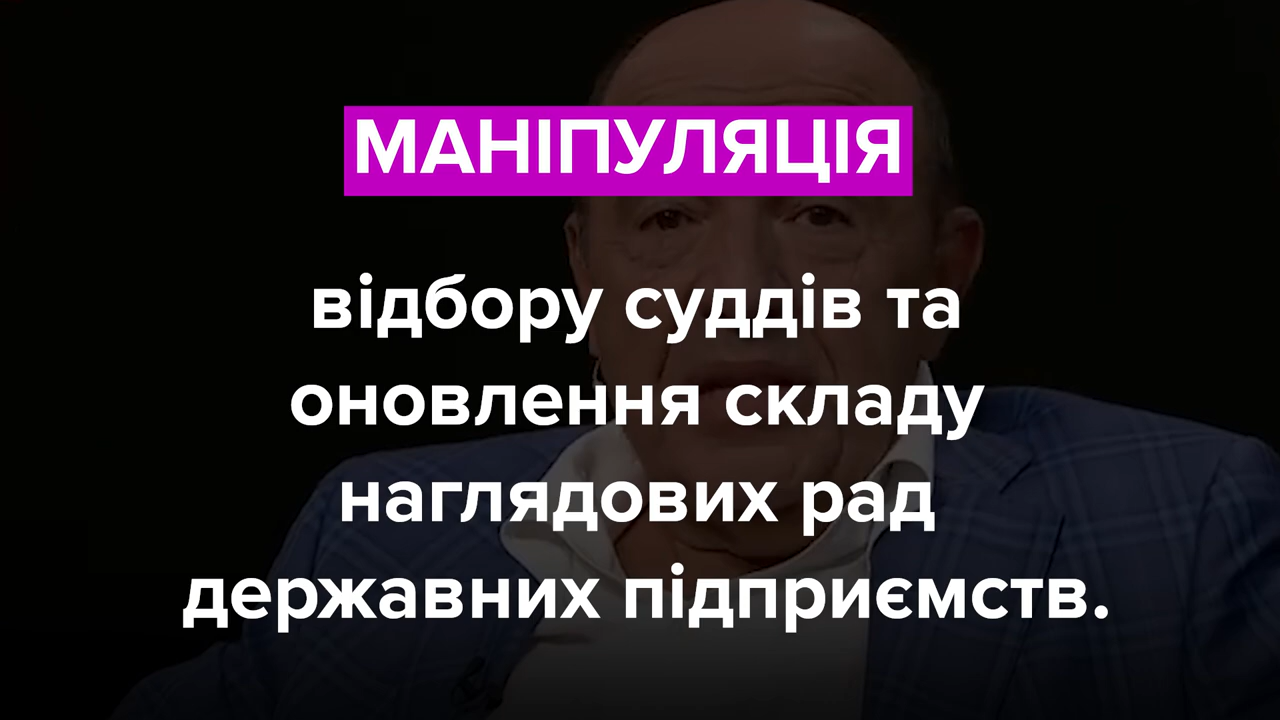 МАНІПУЛЯЦІЯ
відбору суддів та
оновлення складу
наглядових рад
державних підприємств.